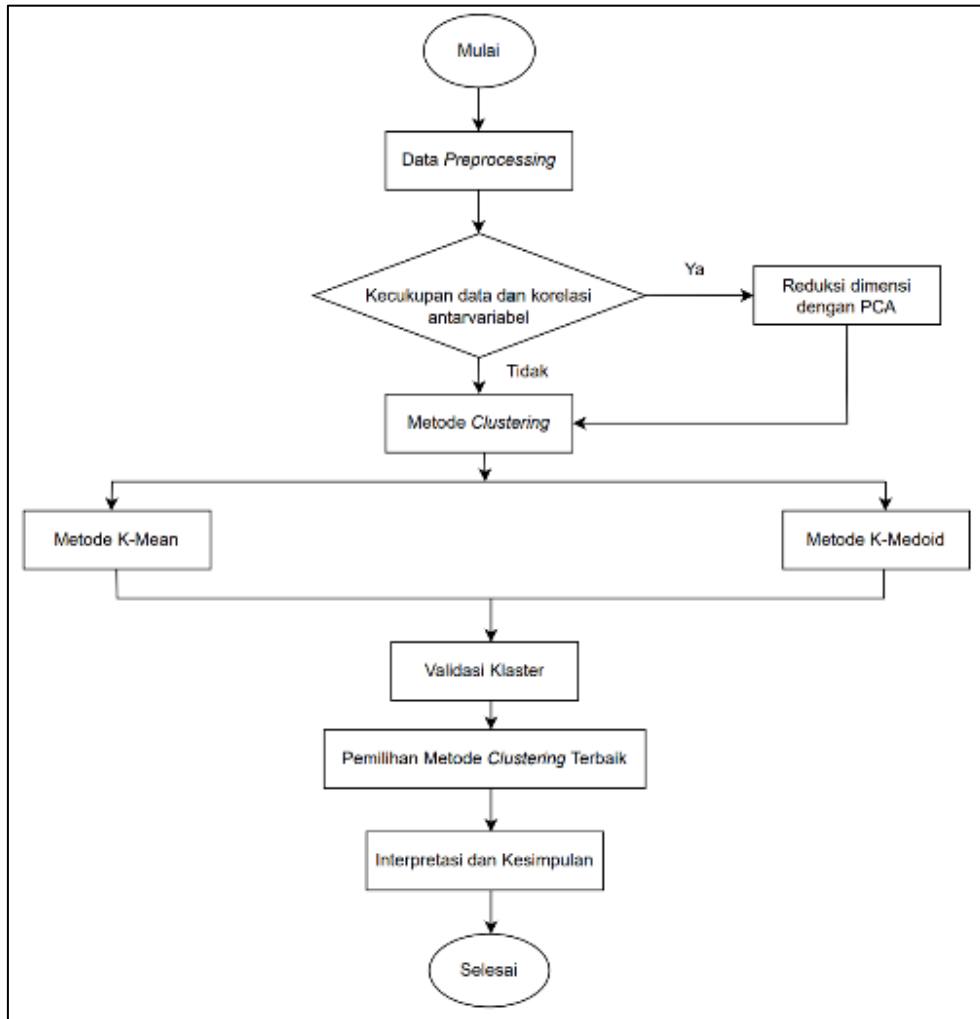 Mulai
Data Preprocessing
Kecukupan data dan korelasi
antarvariabel
Ya
Reduksi dimensi
dengan PCA
Tidak
Metode Clustering
Metode K-Mean
Metode K-Medoid
Validasi Klaster
Pemilihan Metode Clustering Terbaik
Interpretasi dan Kesimpulan
Selesai